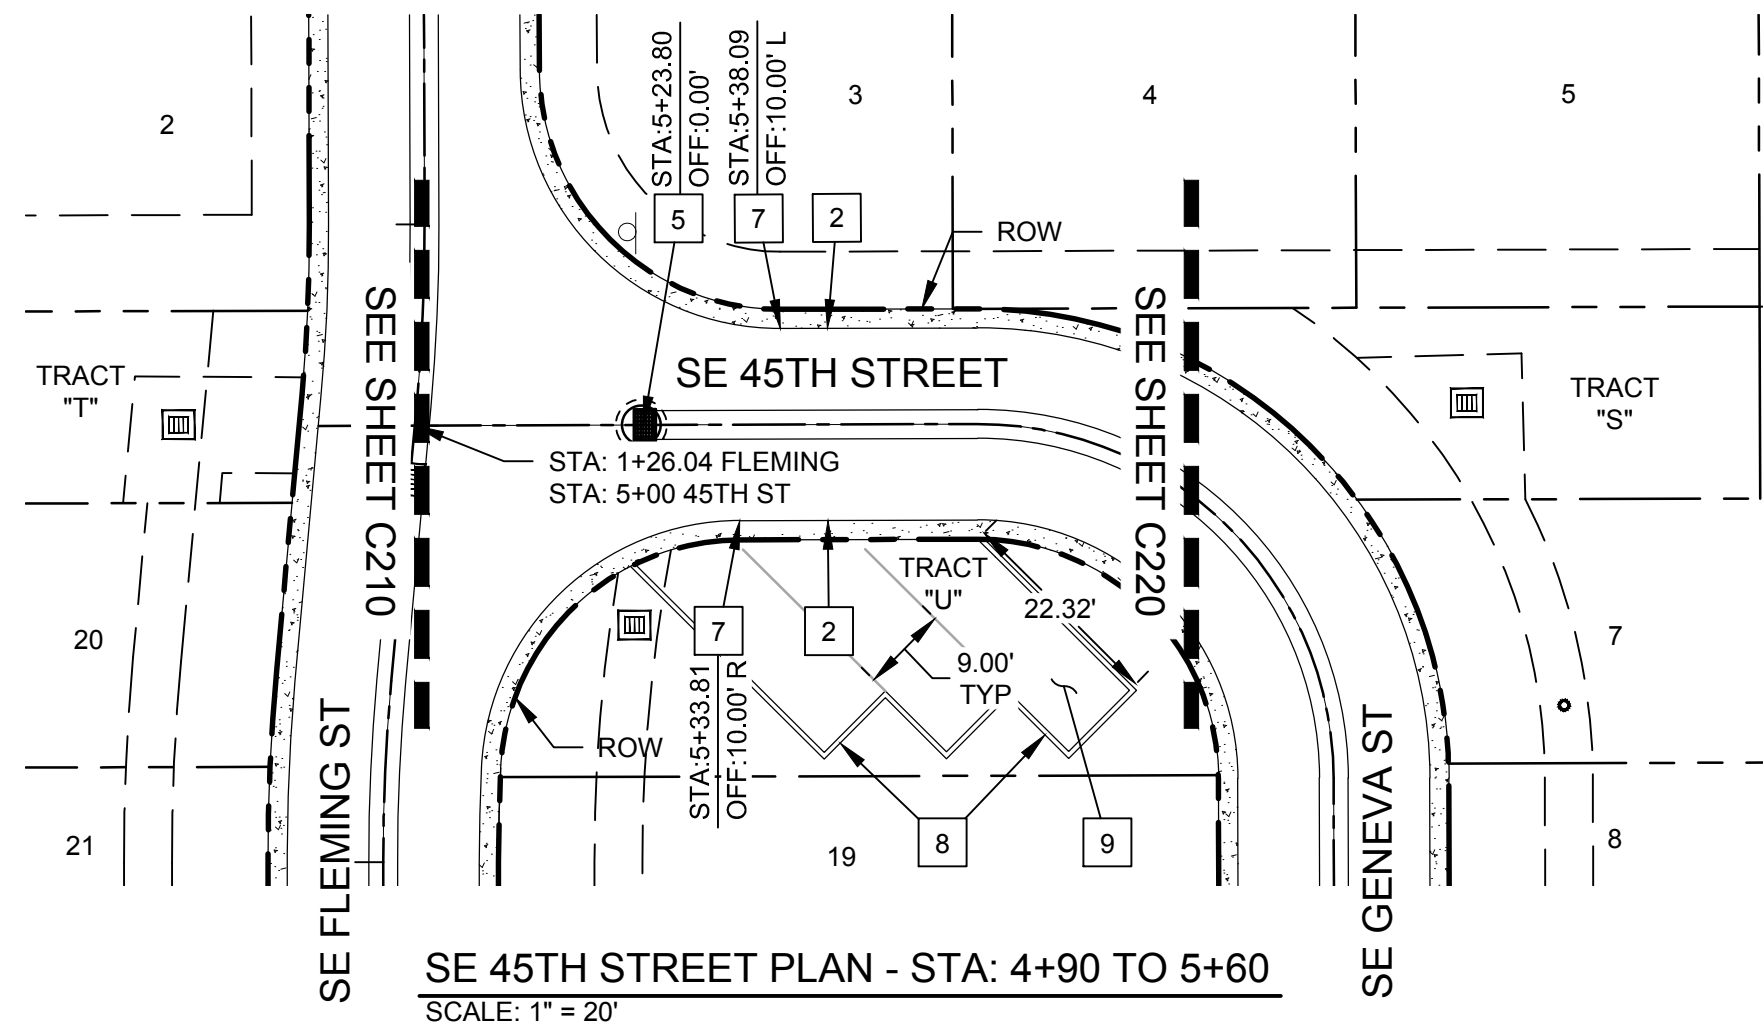 2
3
4
5
STA:5+23.80
OFF:0.00'
STA:5+38.09
OFF:10.00' L
5
7
2
ROW
SEE SHEET C210
SEE SHEET C220
SE 45TH STREET
TRACT
"T"
TRACT
"S"
STA: 1+26.04 FLEMING
STA: 5+00 45TH ST
TRACT
"U"
22.32'
20
7
2
7
9.00'
TYP
STA:5+33.81
OFF:10.00' R
ROW
SE FLEMING ST
SE GENEVA ST
21
19
8
9
8
SE 45TH STREET PLAN - STA: 4+90 TO 5+60
SCALE: 1" = 20'